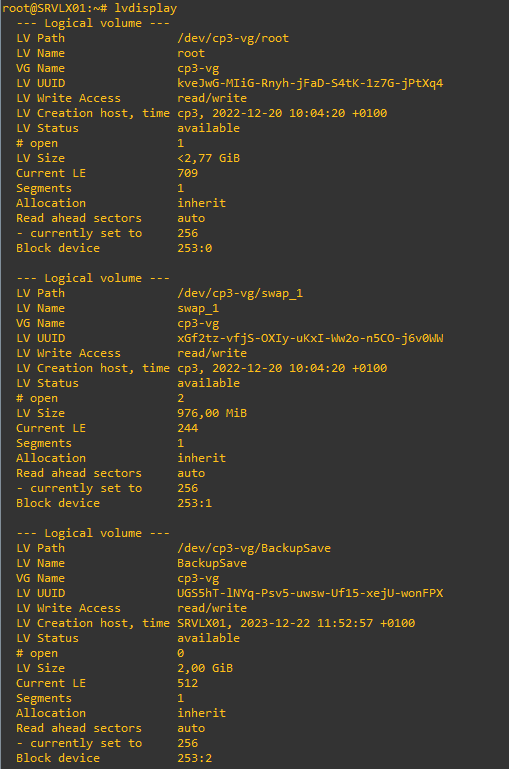 root@SRVLX01:~# lvdisplay
--- Logical volume ---
LV Path /dev/cp3-vg/root
LV Name root
VG Name cp3-vg
LV UUID kveJwG-MIiG-Rnyh-jFaD-S4tK-1z7G-jPtXq4
LV Write Access read/write
LV Creation host, time cp3, 2022-12-20 10:04:20 +0100
LV Status available
# open 1
LV Size <2,77 GiB
Current LE 709
Segments 1
Allocation inherit
Read ahead sectors auto
- currently set to 256
Block device 253:0
--- Logical volume ---
LV Path /dev/cp3-vg/swap_1
LV Name swap_1
VG Name cp3-vg
LV UUID xGf2tz-vfjS-OXIy-uKxI-Ww2o-n5CO-j6v0WW
LV Write Access read/write
LV Creation host, time cp3, 2022-12-20 10:04:20 +0100
LV Status available
# open 2
LV Size 976,00 MiB
Current LE 244
Segments 1
Allocation inherit
Read ahead sectors auto
- currently set to 256
Block device 253:1
--- Logical volume ---
LV Path /dev/cp3-vg/BackupSave
LV Name BackupSave
VG Name cp3-vg
LV UUID UGS5hT-lNYq-Psv5-uwsw-Uf15-xejU-wonFPX
LV Write Access read/write
LV Creation host, time SRVLX01, 2023-12-22 11:52:57 +0100
LV Status available
# open 0
LV Size 2,00 GiB
Current LE 512
Segments 1
Allocation inherit
Read ahead sectors auto
- currently set to 256
Block device 253:2